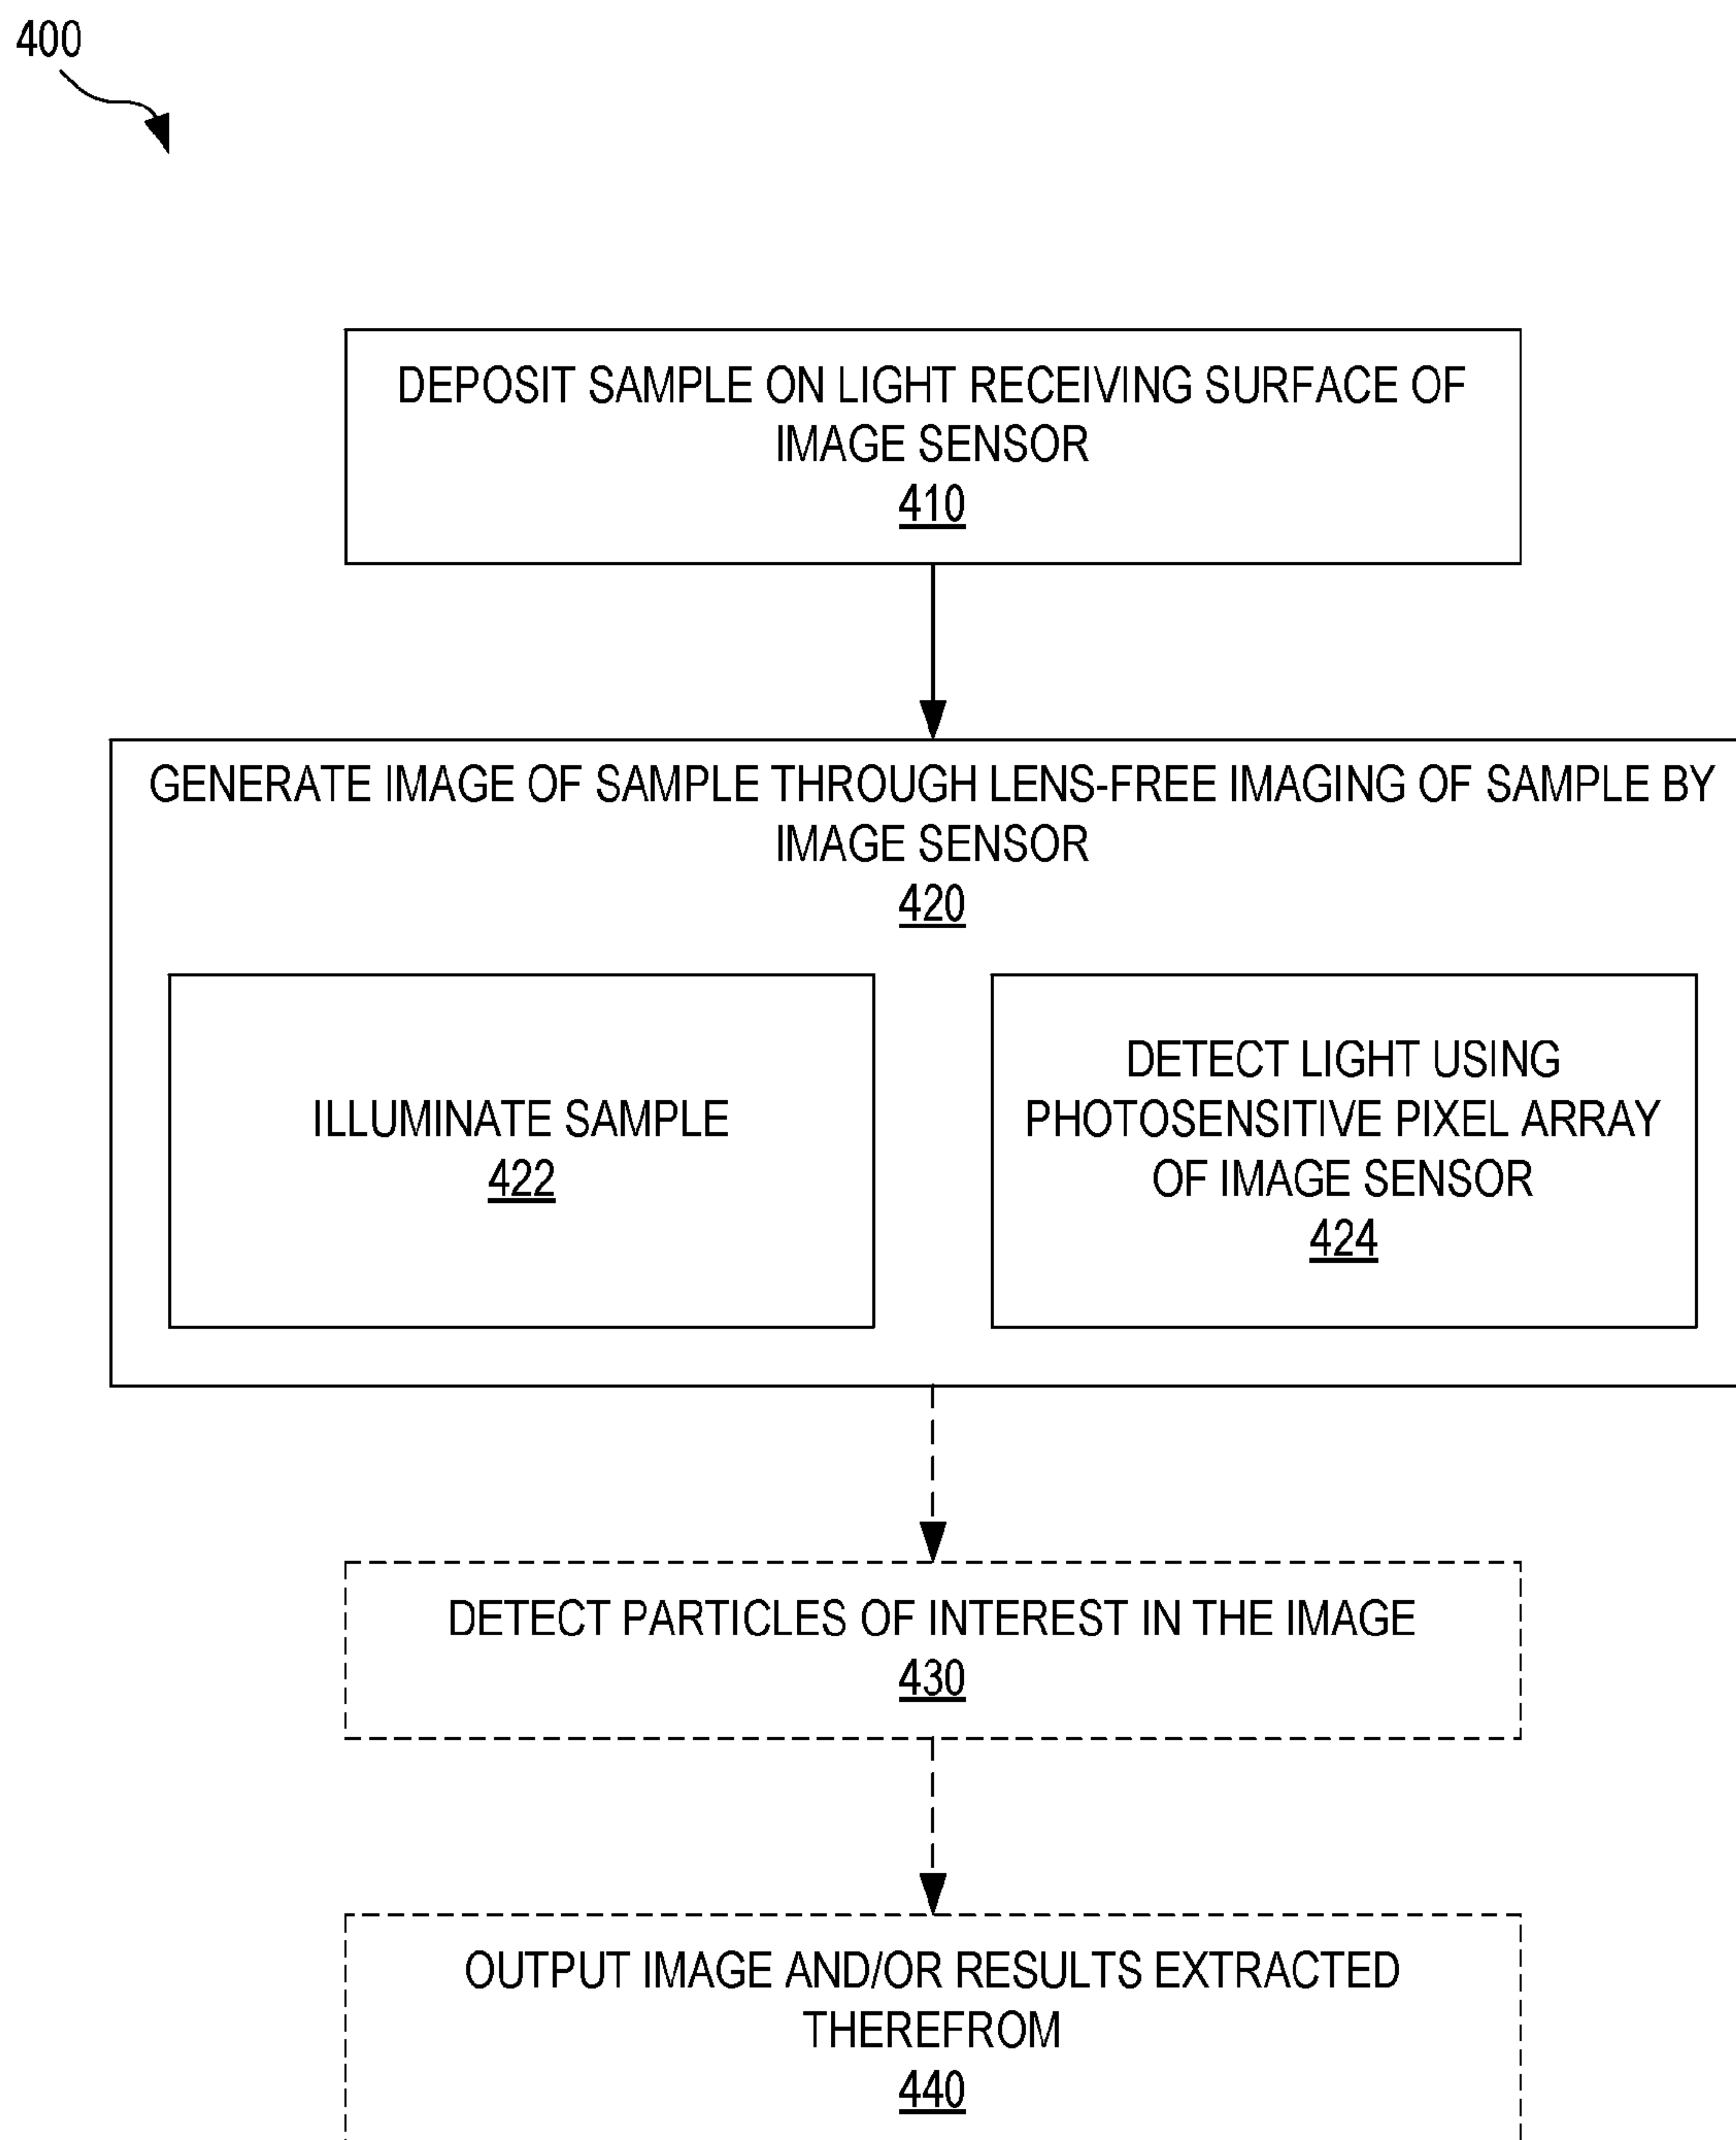 400
DEPOSIT SAMPLE ON LIGHT RECEIVING SURFACE OF
IMAGE SENSOR
410
GENERATE IMAGE OF SAMPLE THROUGH LENS-FREE IMAGING OF SAMPLE BY
IMAGE SENSOR
420
ILLUMINATE SAMPLE
422
DETECT LIGHT USING
PHOTOSENSITIVE PIXEL ARRAY
OF IMAGE SENSOR
424
DETECT PARTICLES OF INTEREST IN THE IMAGE
430
OUTPUT IMAGE AND/OR RESULTS EXTRACTED
THEREFROM
440